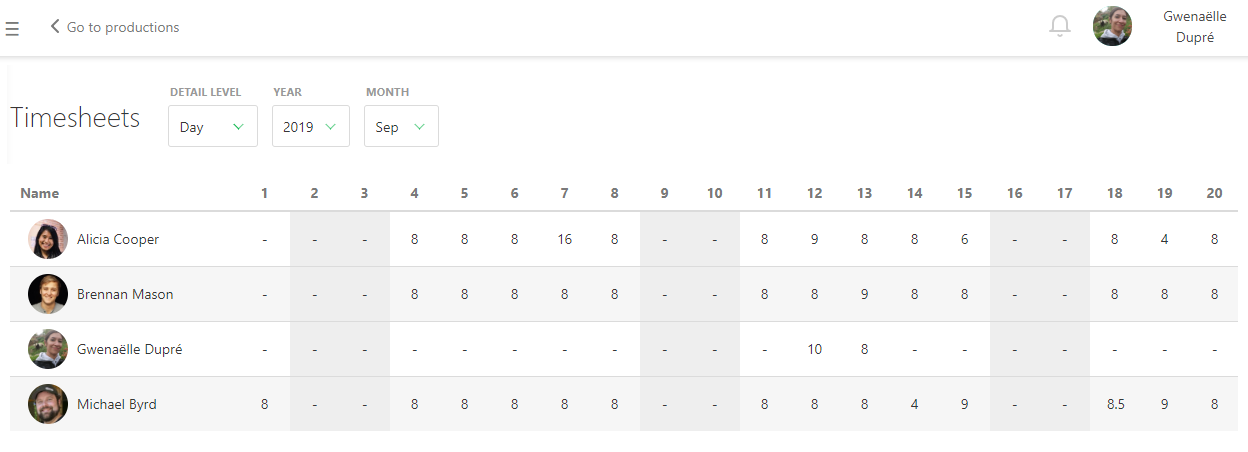 Go to productions
Gwenaëlle
Dupré
Timesheets
DETAIL LEVEL YEAR MONTH
Day 2019 Sep
Name 1 2 3 4 5 6 7 8 9 10 11 12 13 14 15 16 17 18 19 20
Alicia Cooper - - - 8 8 8 16 8 - - 8 9 8 8 6 - - 8 4 8
Brennan Mason - - - 8 8 8 8 8 - - 8 8 9 8 8 - - 8 8 8
Gwenaëlle Dupré - - - - - - - - - - - 10 8 - - - - - - -
Michael Byrd 8 - - 8 8 8 8 8 - - 8 8 8 4 9 - - 8.5 9 8